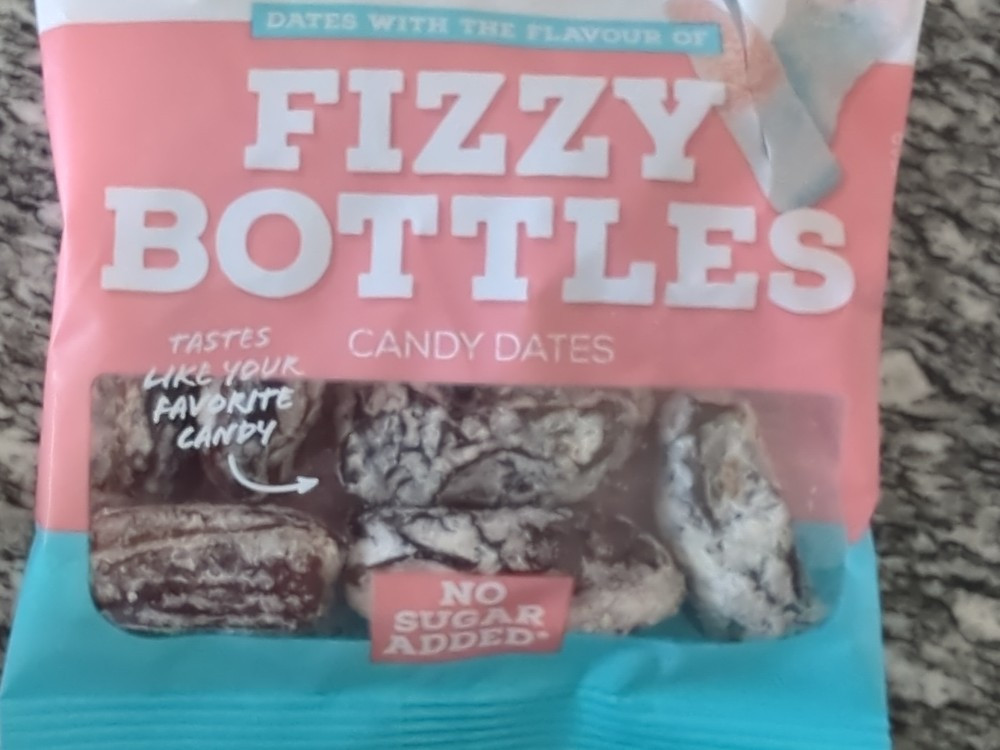 DATES WITH THE FLAVOUR OF
FIZZY
BOTTLES
CANDY DATES
TASTES
LIKE YOUR
FAVORITE
CANDY
NO
SUGAR
ADDED*